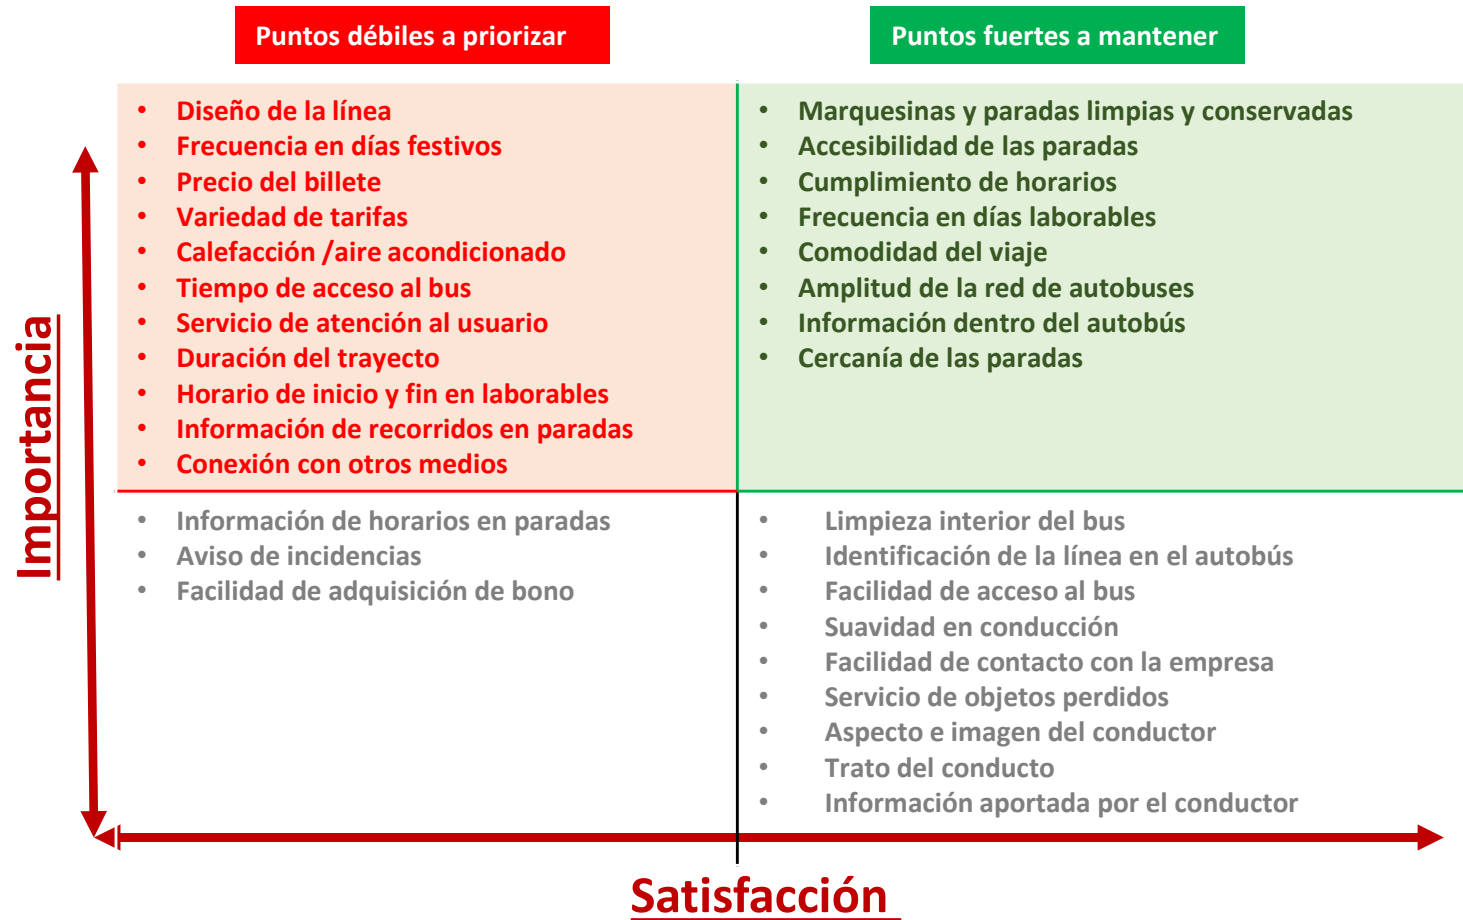 Puntos débiles a priorizar
Puntos fuertes a mantener
Importancia
• Diseño de la línea
• Frecuencia en días festivos
• Precio del billete
• Variedad de tarifas
• Calefacción /aire acondicionado
• Tiempo de acceso al bus
• Servicio de atención al usuario
• Duración del trayecto
• Horario de inicio y fin en laborables
• Información de recorridos en paradas
• Conexión con otros medios
• Marquesinas y paradas limpias y conservadas
• Accesibilidad de las paradas
• Cumplimiento de horarios
• Frecuencia en días laborables
• Comodidad del viaje
• Amplitud de la red de autobuses
• Información dentro del autobús
• Cercanía de las paradas
• Información de horarios en paradas
• Aviso de incidencias
• Facilidad de adquisición de bono
• Limpieza interior del bus
• Identificación de la línea en el autobús
• Facilidad de acceso al bus
• Suavidad en conducción
• Facilidad de contacto con la empresa
• Servicio de objetos perdidos
• Aspecto e imagen del conductor
• Trato del conducto
• Información aportada por el conductor
Satisfacción